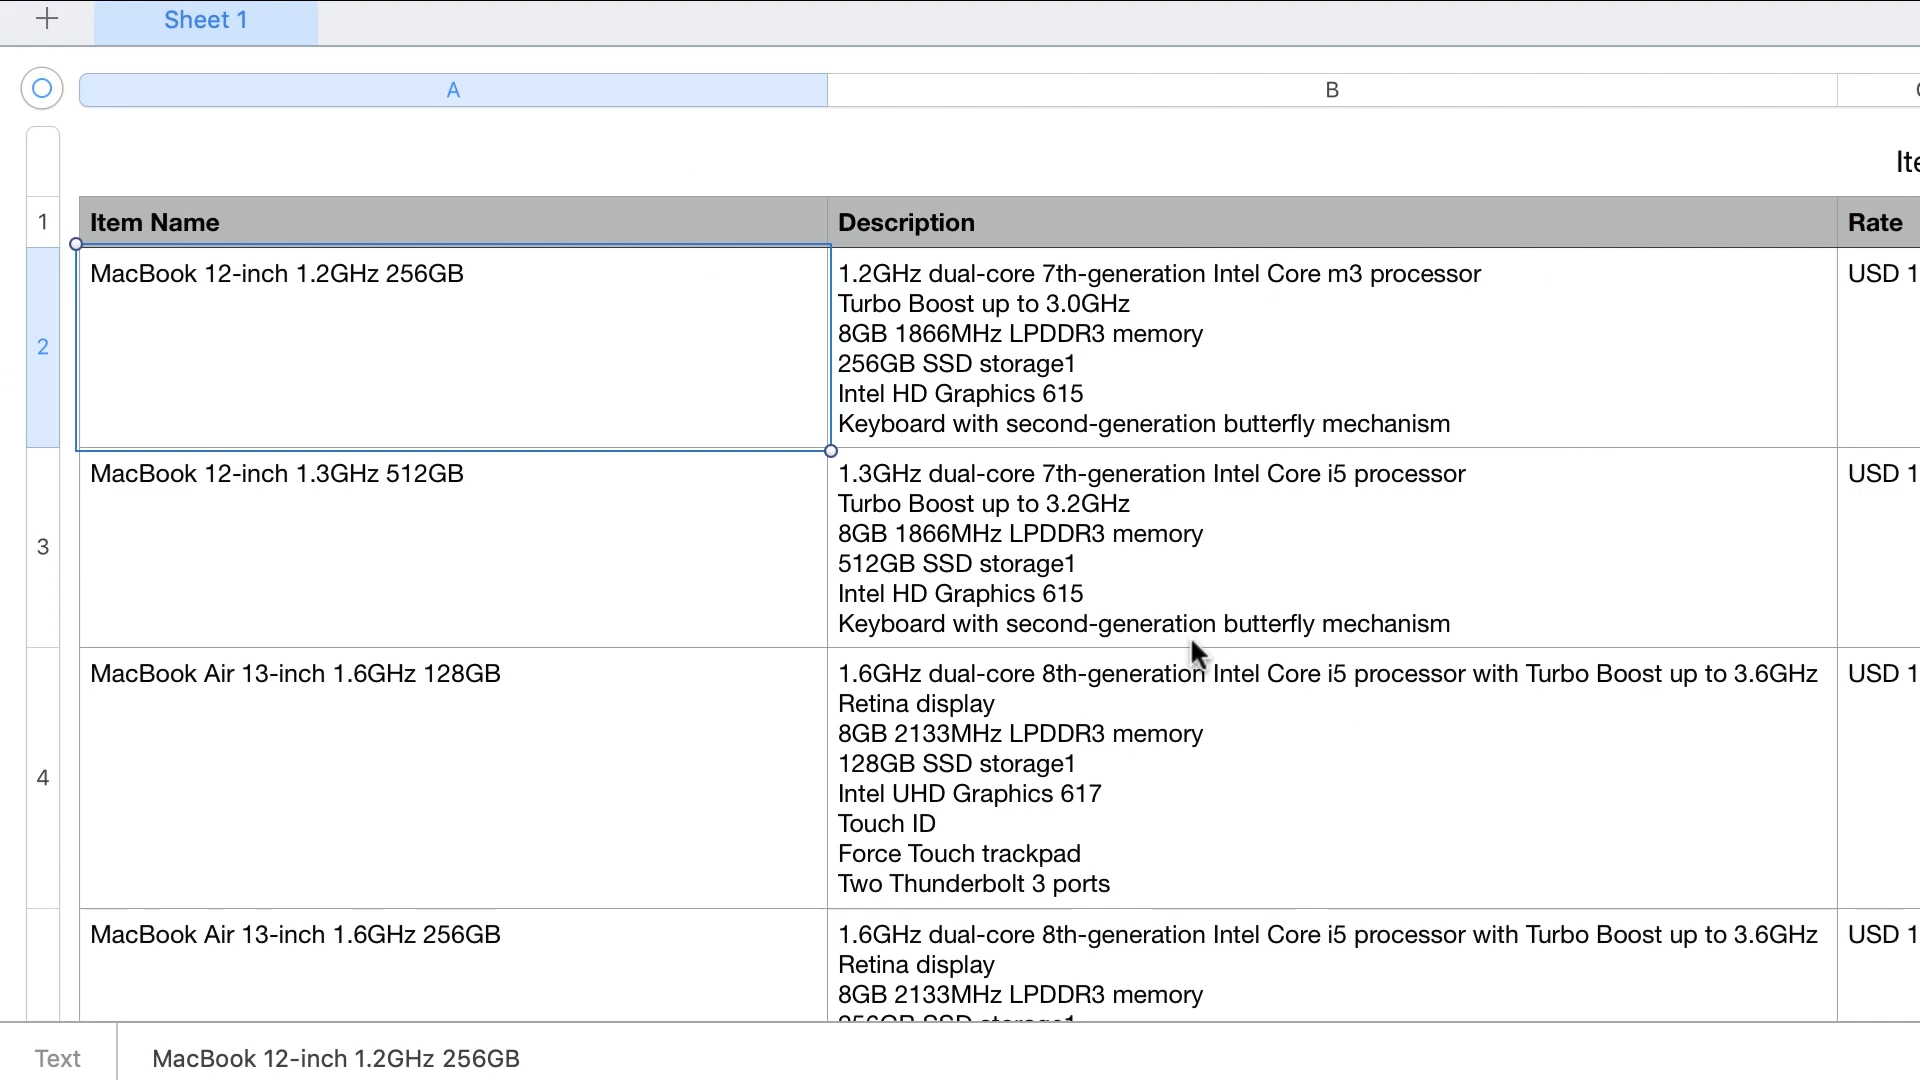 Sheet 1
A
B
1
Item Name
Description
Rate
2
MacBook 12-inch 1.2GHz 256GB
1.2GHz dual-core 7th-generation Intel Core m3 processor
Turbo Boost up to 3.0GHz
8GB 1866MHz LPDDR3 memory
256GB SSD storage1
Intel HD Graphics 615
Keyboard with second-generation butterfly mechanism
USD 1
3
MacBook 12-inch 1.3GHz 512GB
1.3GHz dual-core 7th-generation Intel Core i5 processor
Turbo Boost up to 3.2GHz
8GB 1866MHz LPDDR3 memory
512GB SSD storage1
Intel HD Graphics 615
Keyboard with second-generation butterfly mechanism
USD 1
4
MacBook Air 13-inch 1.6GHz 128GB
1.6GHz dual-core 8th-generation Intel Core i5 processor with Turbo Boost up to 3.6GHz
Retina display
8GB 2133MHz LPDDR3 memory
128GB SSD storage1
Intel UHD Graphics 617
Touch ID
Force Touch trackpad
Two Thunderbolt 3 ports
USD 1
MacBook Air 13-inch 1.6GHz 256GB
1.6GHz dual-core 8th-generation Intel Core i5 processor with Turbo Boost up to 3.6GHz
Retina display
8GB 2133MHz LPDDR3 memory
USD 1
Text
MacBook 12-inch 1.2GHz 256GB